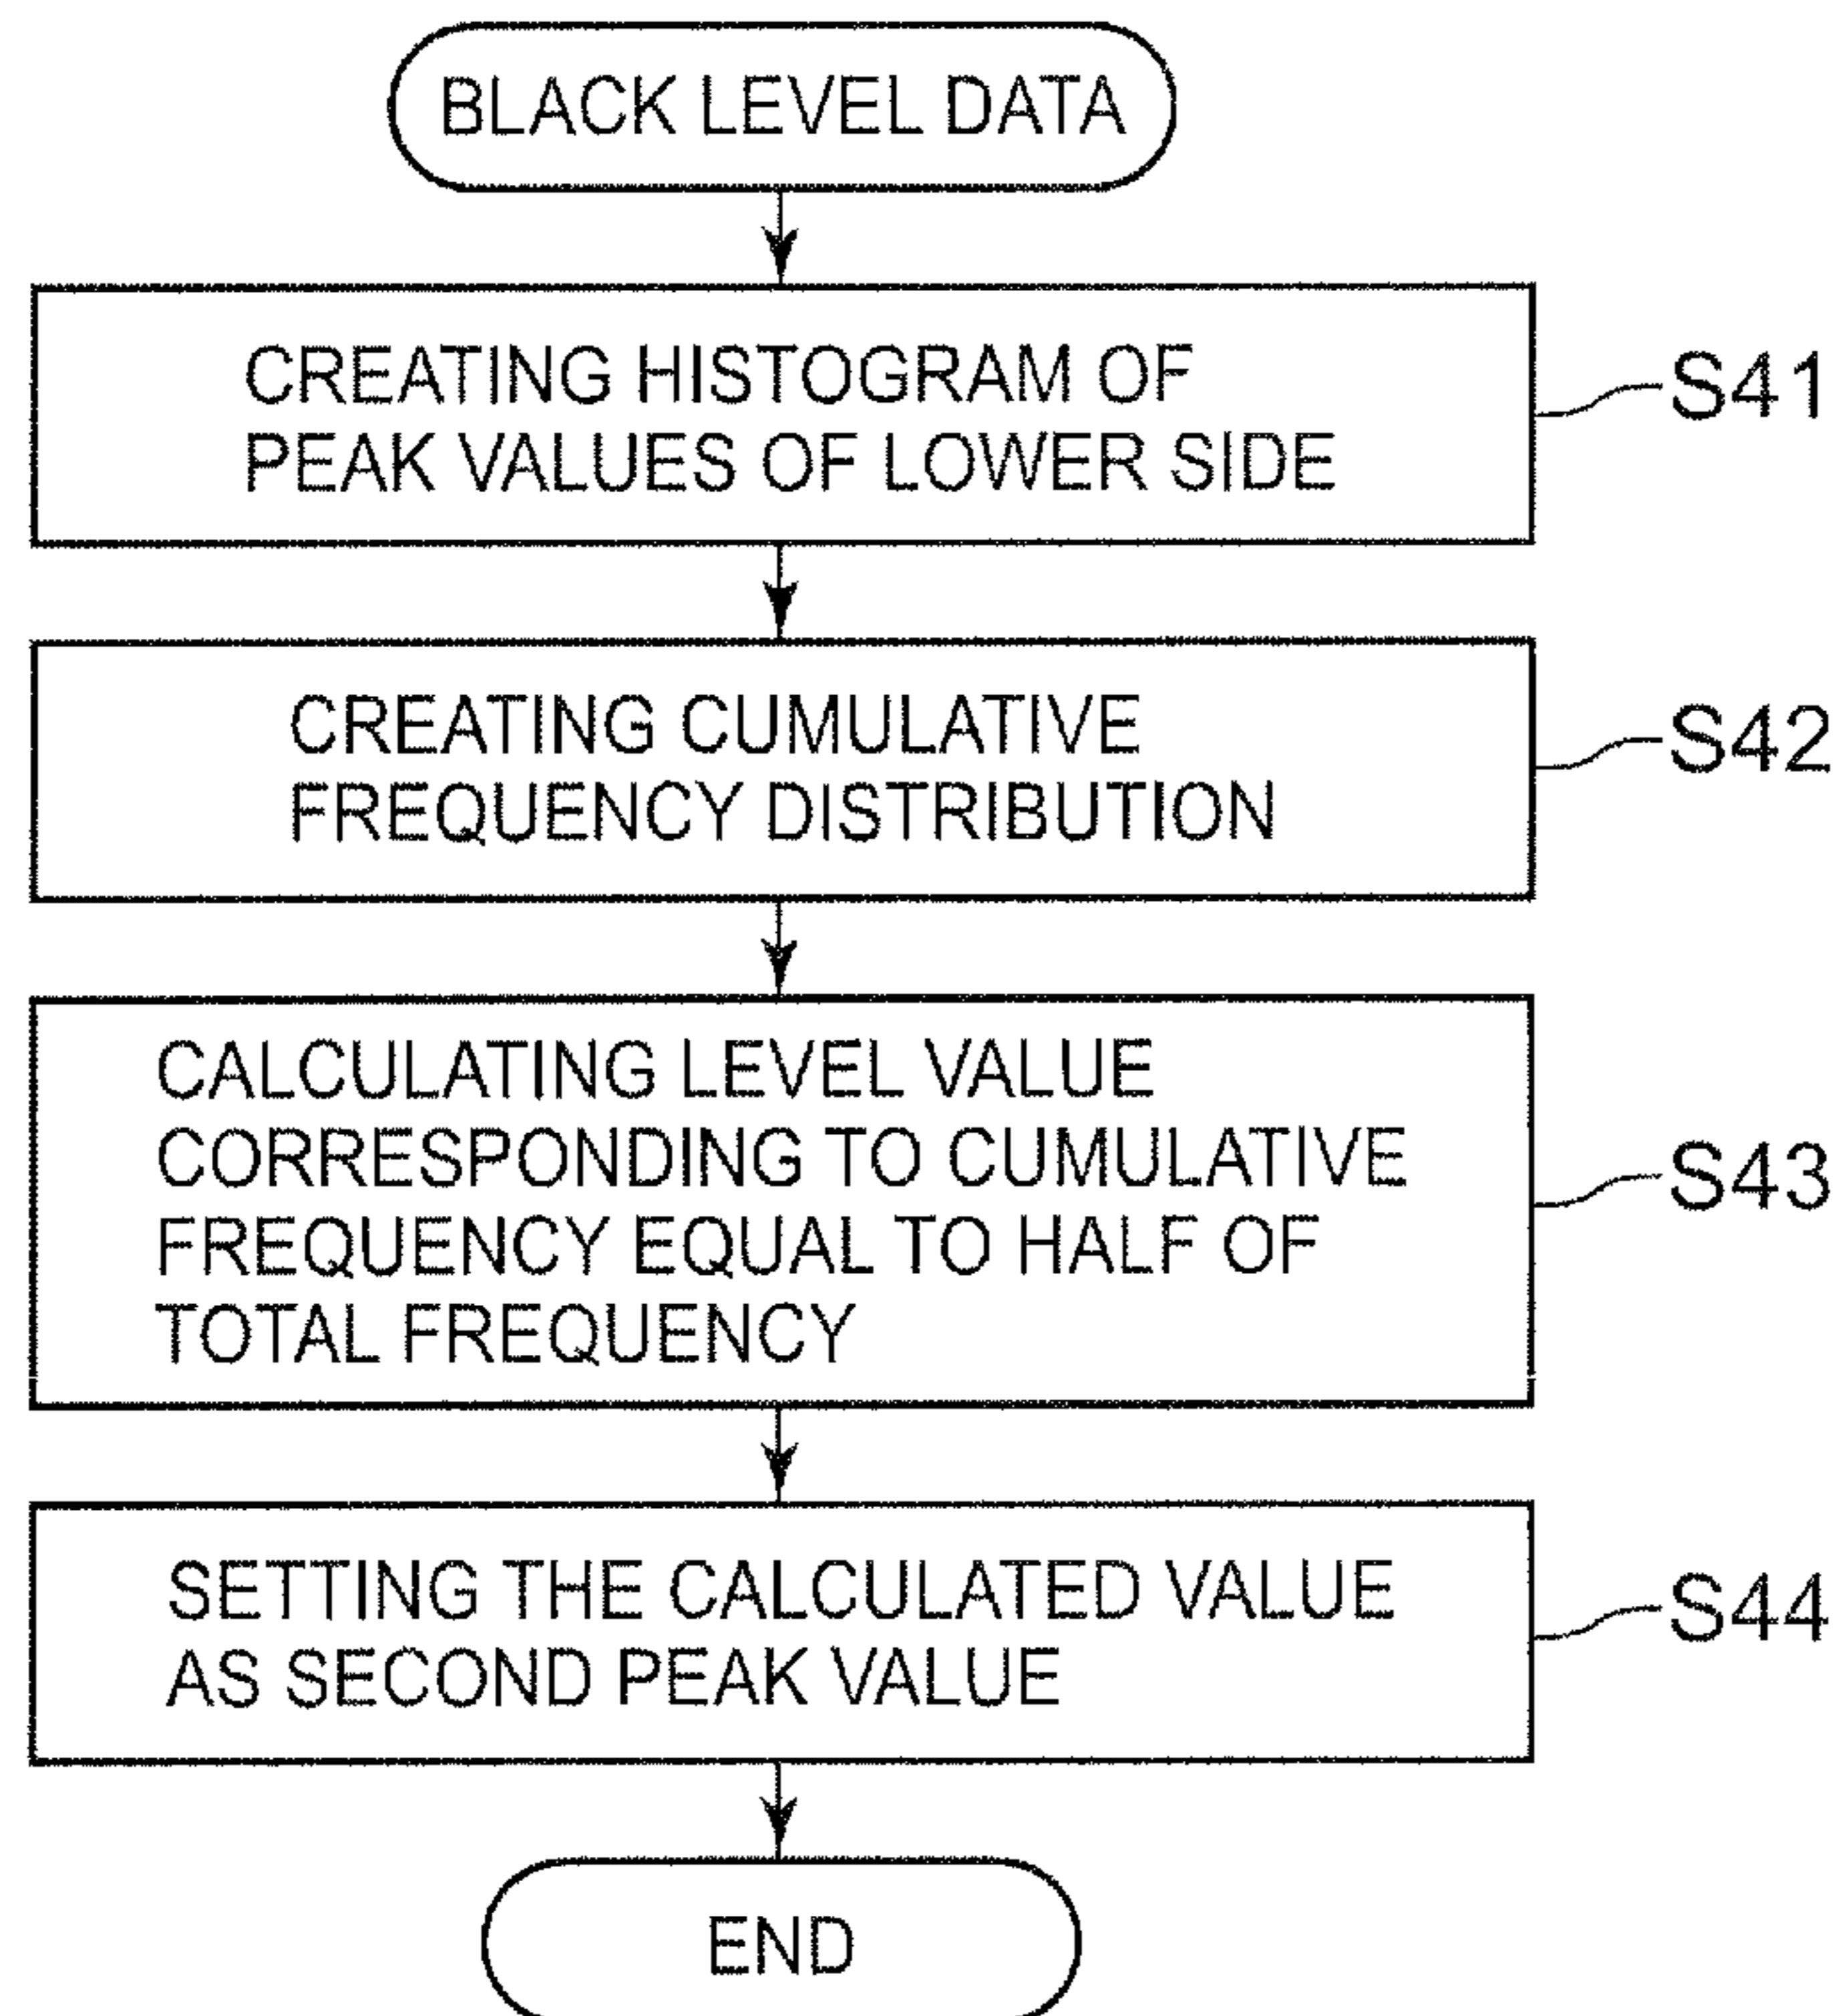 BLACK LEVEL DATA
CREATING HISTOGRAM OF
PEAK VALUES OF LOWER SIDE
S41
CREATING CUMULATIVE
FREQUENCY DISTRIBUTION
S42
CALCULATING LEVEL VALUE
CORRESPONDING TO CUMULATIVE
FREQUENCY EQUAL TO HALF OF
TOTAL FREQUENCY
S43
SETTING THE CALCULATED VALUE
AS SECOND PEAK VALUE
S44
END